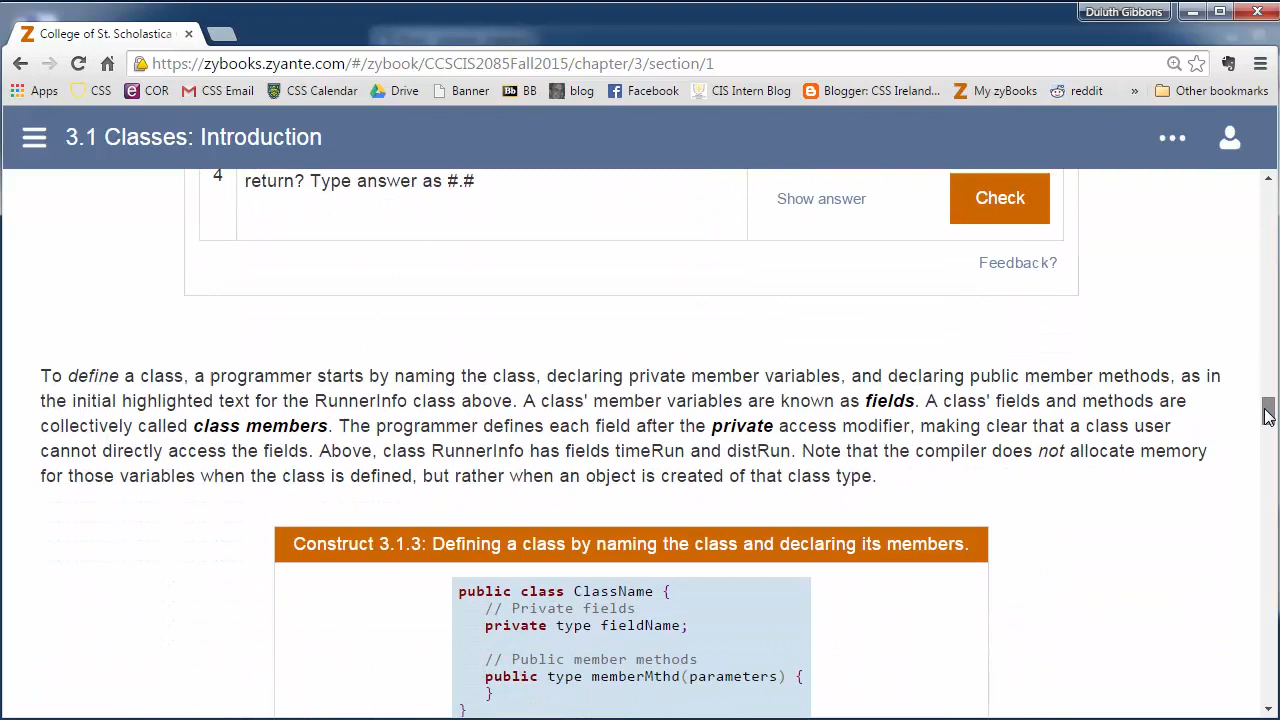 Duluth Gibbons
College of St. Scholastica
https://zybooks.zyante.com/#/zybook/CCSCIS2085Fall2015/chapter/3/section/1
Apps CSS COR CSS Email CSS Calendar Drive Banner Bb BB blog Facebook CIS Intern Blog Blogger: CSS Ireland... My zyBooks reddit » Other bookmarks
3.1 Classes: Introduction
4 return? Type answer as #.#
Show answer Check
Feedback?
To define a class, a programmer starts by naming the class, declaring private member variables, and declaring public member methods, as in
the initial highlighted text for the RunnerInfo class above. A class' member variables are known as fields. A class' fields and methods are
collectively called class members. The programmer defines each field after the private access modifier, making clear that a class user
cannot directly access the fields. Above, class RunnerInfo has fields timeRun and distRun. Note that the compiler does not allocate memory
for those variables when the class is defined, but rather when an object is created of that class type.
Construct 3.1.3: Defining a class by naming the class and declaring its members.
public class ClassName {
// Private fields
private type fieldName;
// Public member methods
public type memberMthd(parameters) {
}
}